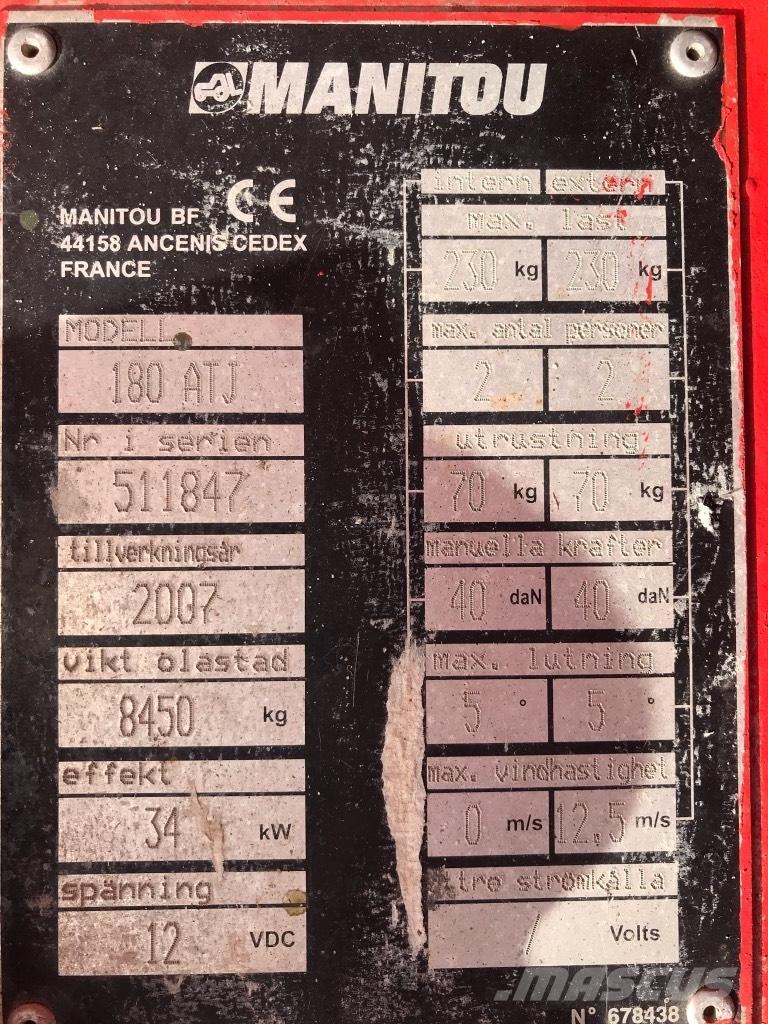 MANITOU
MANITOU BF CE
44158 ANCENIS CEDEX
FRANCE
MODELL
180 ATJ
Nr i serien
511847
tillverkningsår
2007
vikt olastad
8450 kg
effekt
34 kW
spänning
12 VDC
intern extern
max. last
230 kg 230 kg
max. antal personer
2 2
utrustning
70 kg 70 kg
manuella krafter
40 daN 40 daN
max. lutning
5 ° 5 °
max. vindhastighet
0 m/s 12,5 m/s
tre strömkälla
/ Volts
N° 678438
mascus